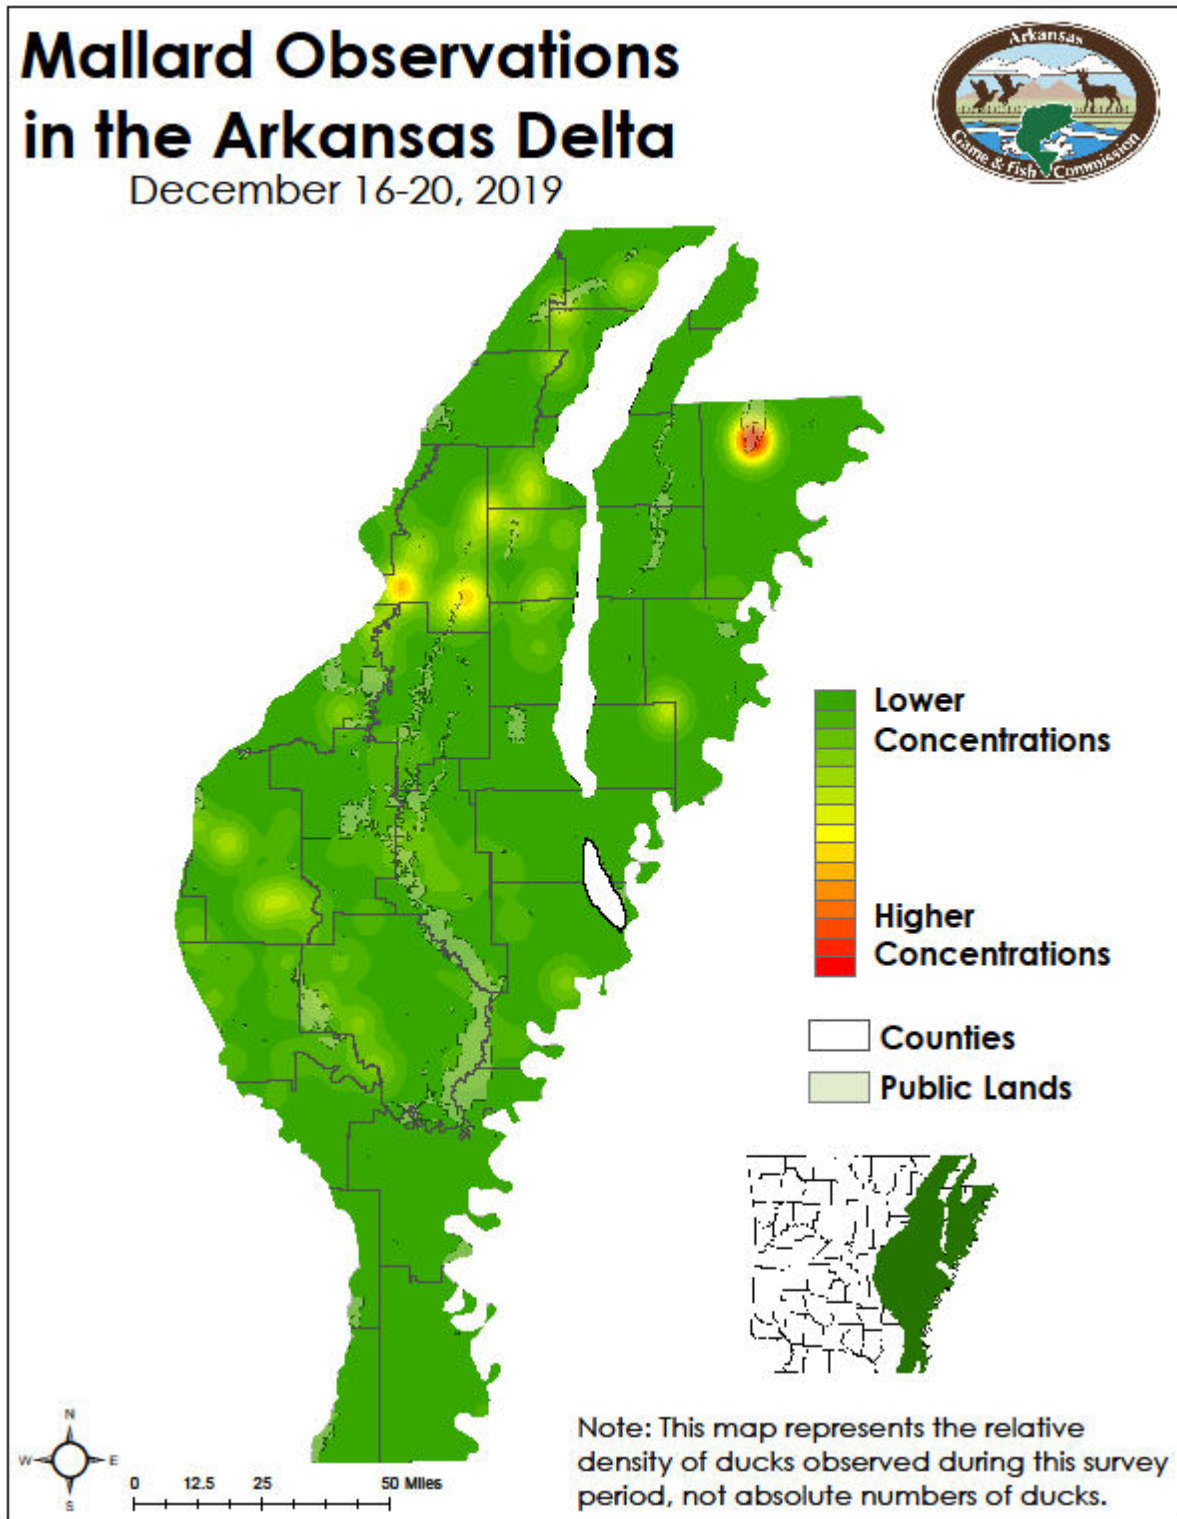 Mallard Observations
in the Arkansas Delta
December 16-20, 2019
Arkansas
Game & Fish Commission
Lower
Concentrations
Higher
Concentrations
Counties
Public Lands
N
W E
S
0 12.5 25 50 Miles
Note: This map represents the relative
density of ducks observed during this survey
period, not absolute numbers of ducks.